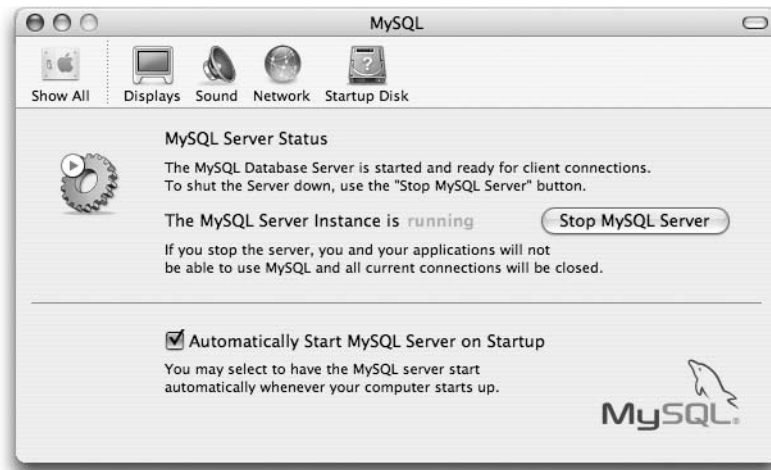 MySQL
Show All
Displays
Sound
Network
Startup Disk
MySQL Server Status
The MySQL Database Server is started and ready for client connections.
To shut the Server down, use the "Stop MySQL Server" button.
The MySQL Server Instance is running
Stop MySQL Server
If you stop the server, you and your applications will not
be able to use MySQL and all current connections will be closed.
Automatically Start MySQL Server on Startup
You may select to have the MySQL server start
automatically whenever your computer starts up.
MySQL®